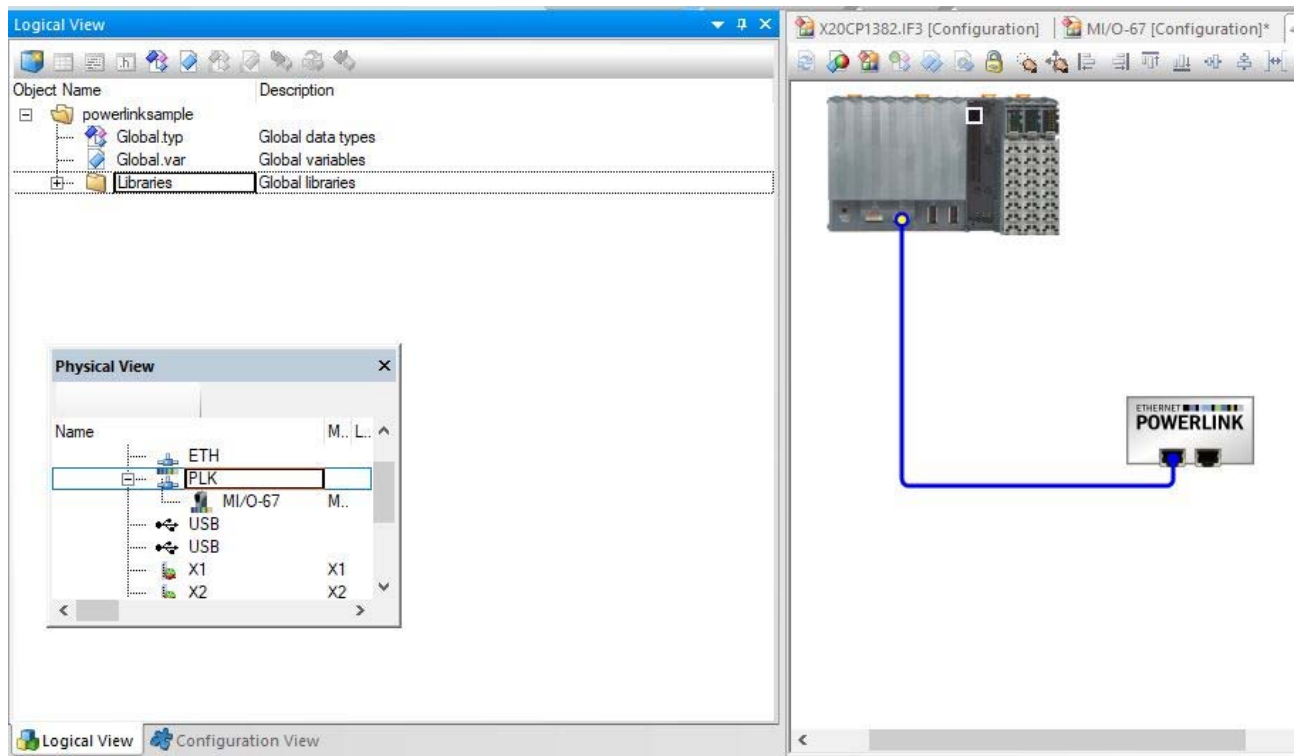 Logical View
X20CP1382.IF3 [Configuration]
MI/O-67 [Configuration]*
Object Name Description
powerlinksample
Global.typ Global data types
Global.var Global variables
Libraries Global libraries
Physical View
Name M.. L..
ETH
PLK
MI/O-67 M..
USB
USB
X1 X1
X2 X2
ETHERNET
POWERLINK
Logical View Configuration View